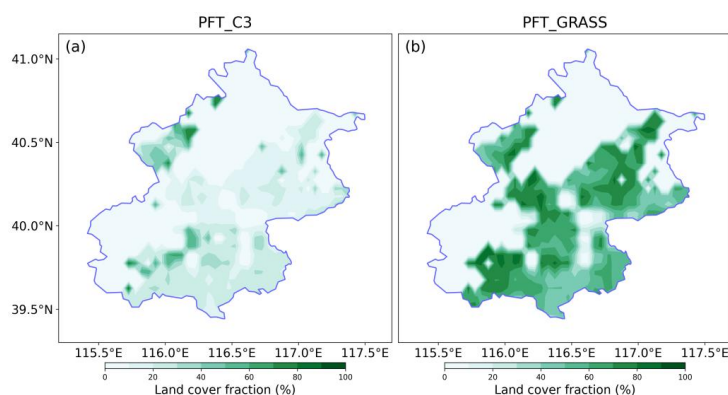 PFT_C3 PFT_GRASS
(a) (b)
41.0°N
40.5°N
40.0°N
39.5°N
115.5°E 116.0°E 116.5°E 117.0°E 117.5°E 115.5°E 116.0°E 116.5°E 117.0°E 117.5°E
0 20 40 60 80 100 0 20 40 60 80 100
Land cover fraction (%) Land cover fraction (%)